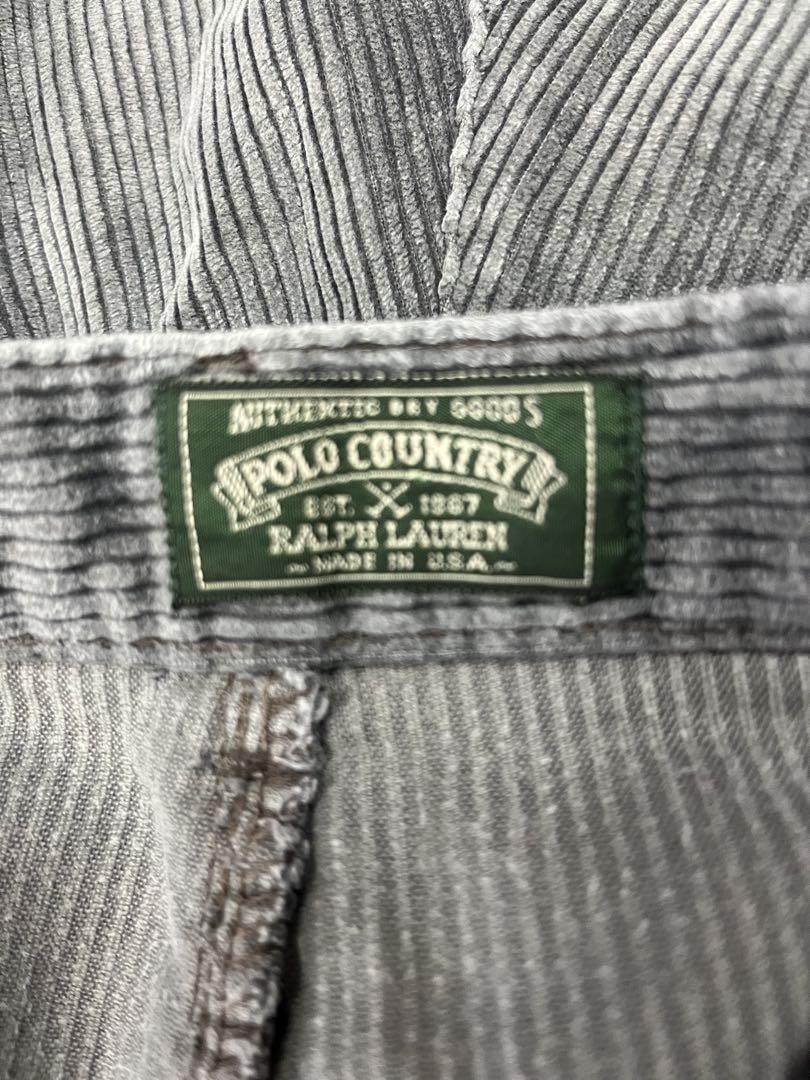 AUTHENTIC DRY GOODS
POLO COUNTRY
EST. 1967
RALPH LAUREN
~ MADE IN U.S.A. ~